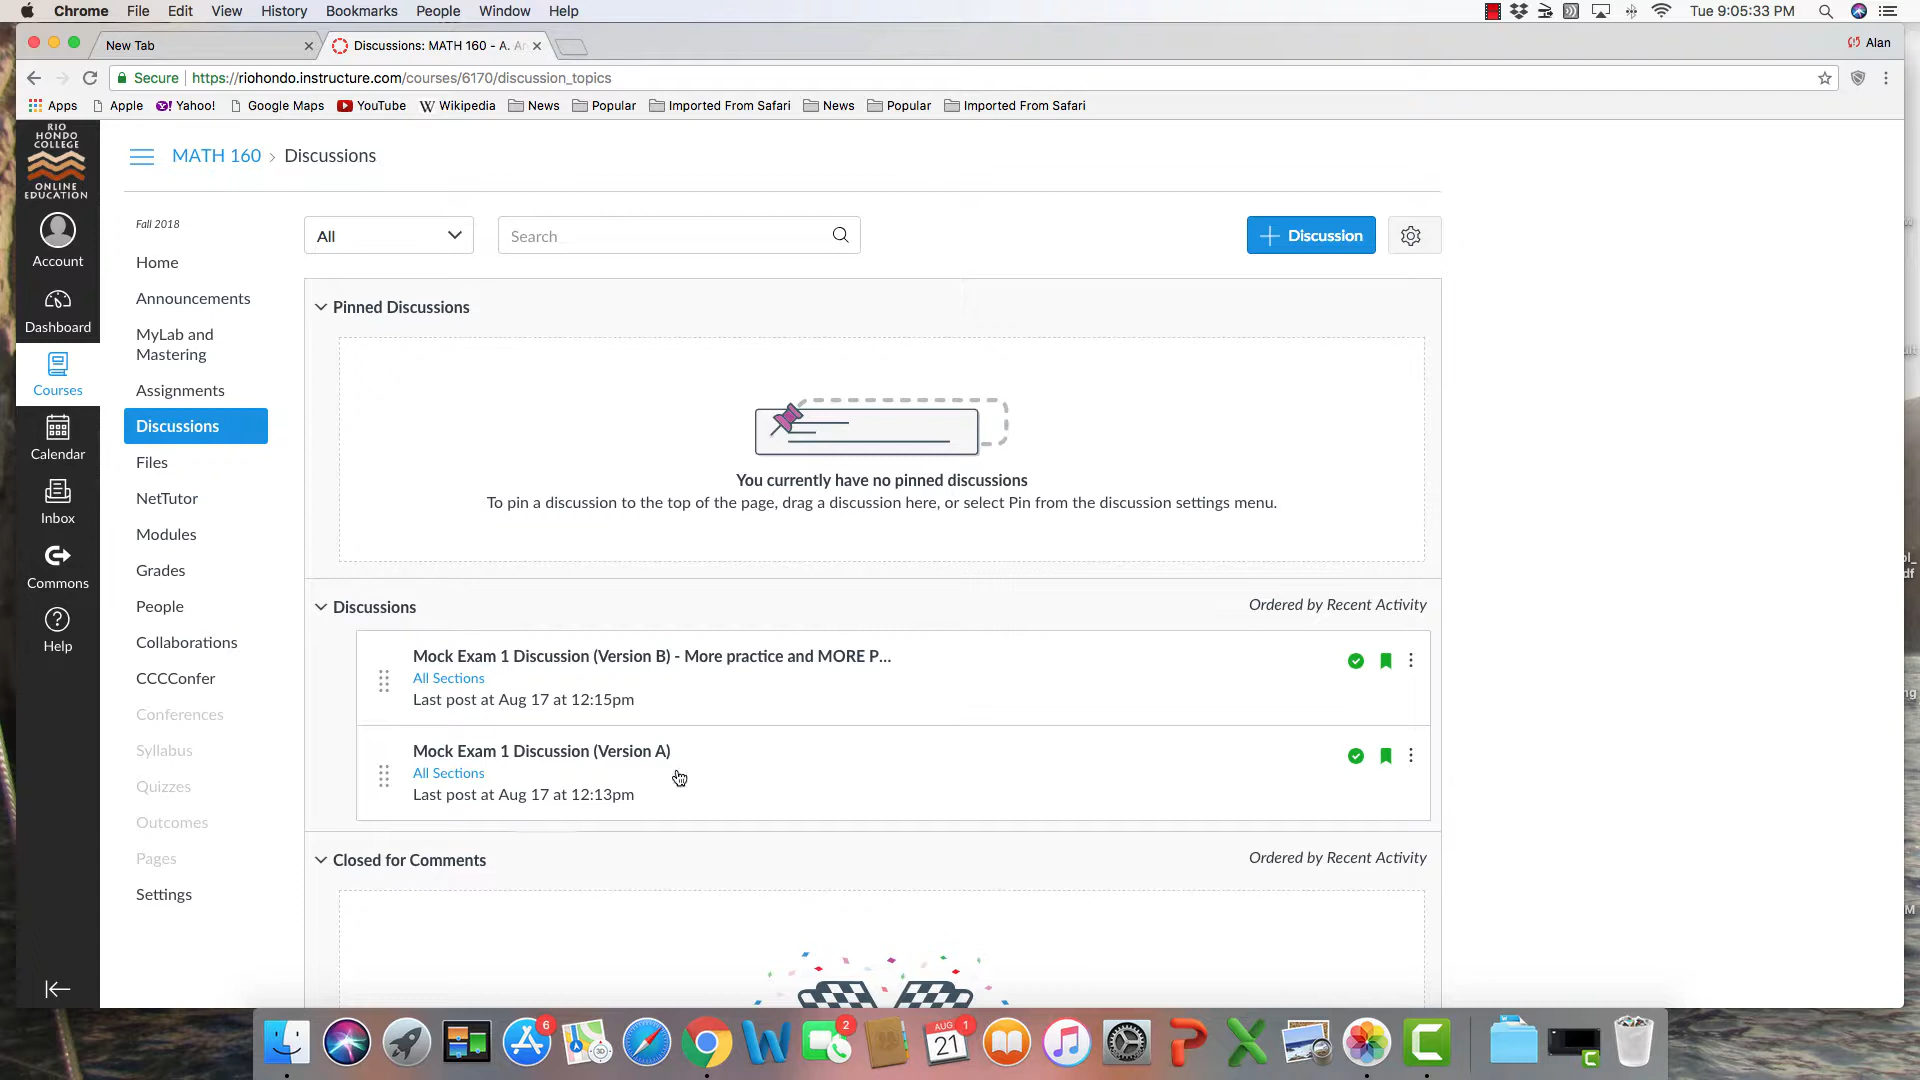 Chrome File Edit View History Bookmarks People Window Help Tue 9:05:33 PM
New Tab
Discussions: MATH 160 - A. Ar
Alan
Secure https://riohondo.instructure.com/courses/6170/discussion_topics
Apps Apple Yahoo! Google Maps YouTube Wikipedia News Popular Imported From Safari News Popular Imported From Safari
RIO
HONDO
COLLEGE
ONLINE
EDUCATION
Account
Dashboard
Courses
Calendar
Inbox
Commons
Help
MATH 160 › Discussions
Fall 2018
Home
Announcements
MyLab and
Mastering
Assignments
Discussions
Files
NetTutor
Modules
Grades
People
Collaborations
CCCConfer
Conferences
Syllabus
Quizzes
Outcomes
Pages
Settings
All
Search
Discussion
Pinned Discussions
You currently have no pinned discussions
To pin a discussion to the top of the page, drag a discussion here, or select Pin from the discussion settings menu.
Discussions
Ordered by Recent Activity
Mock Exam 1 Discussion (Version B) - More practice and MORE P...
All Sections
Last post at Aug 17 at 12:15pm
Mock Exam 1 Discussion (Version A)
All Sections
Last post at Aug 17 at 12:13pm
Closed for Comments
Ordered by Recent Activity
6
2
AUG
21
1